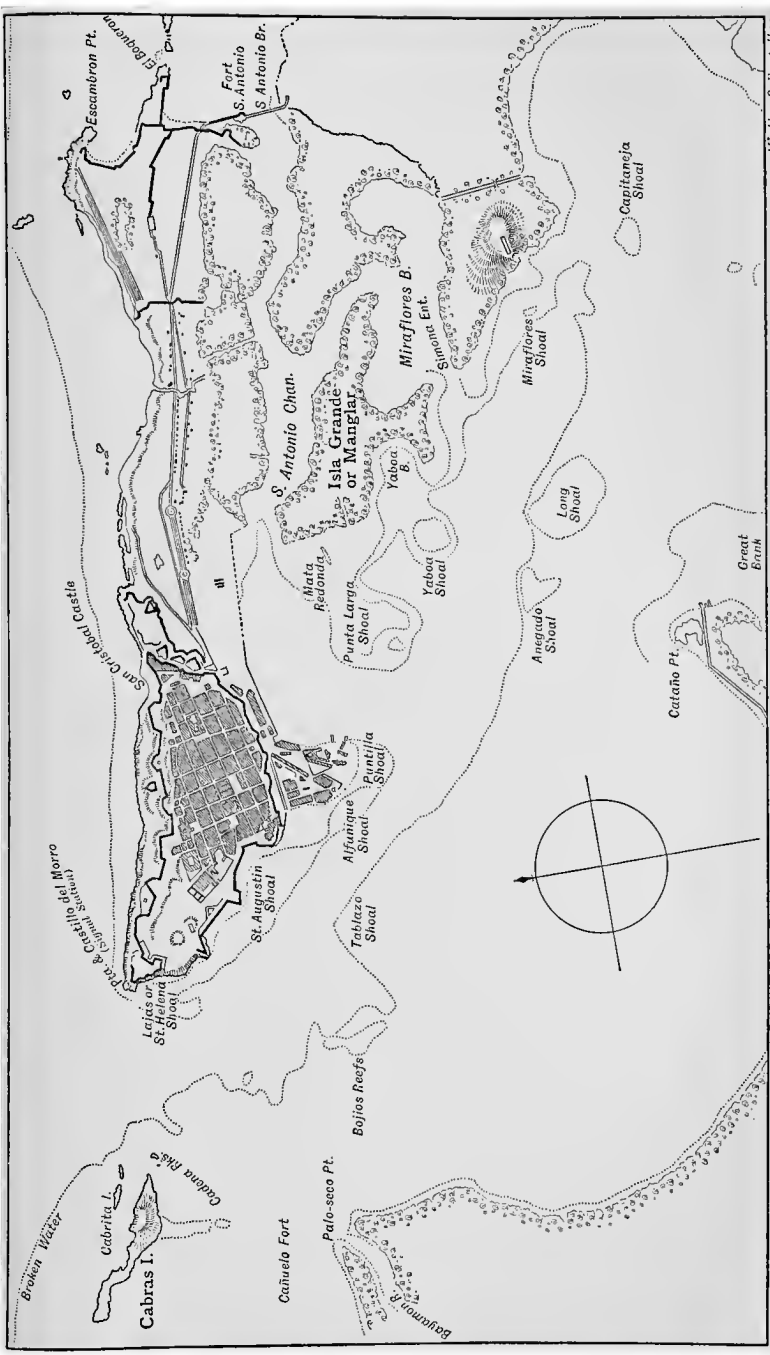 Broken Water
Cabrita I.
Cabras I.
Cadena Rks.
Cañuelo Fort
Palo-seco Pt.
Bayamon R.
Bojios Reefs
Pta. & Castillo del Morro
(Signal Station)
Lajas or
St. Helena
Shoal
St. Augustin
Shoal
Tablazo
Shoal
Alfunique
Shoal
Puntilla
Shoal
San Cristobal Castle
Mata
Redonda
Punta Larga
Shoal
Yaboa
Shoal
Yaboa
B.
Anegado
Shoal
Long
Shoal
Cataño Pt.
Great
Bank
S. Antonio Chan.
Isla Grande
or Manglar
Miraflores B.
Simona Ent.
Miraflores
Shoal
Capitaneja
Shoal
Escambron Pt.
El Boqueron
Fort
S. Antonio
S Antonio Br.